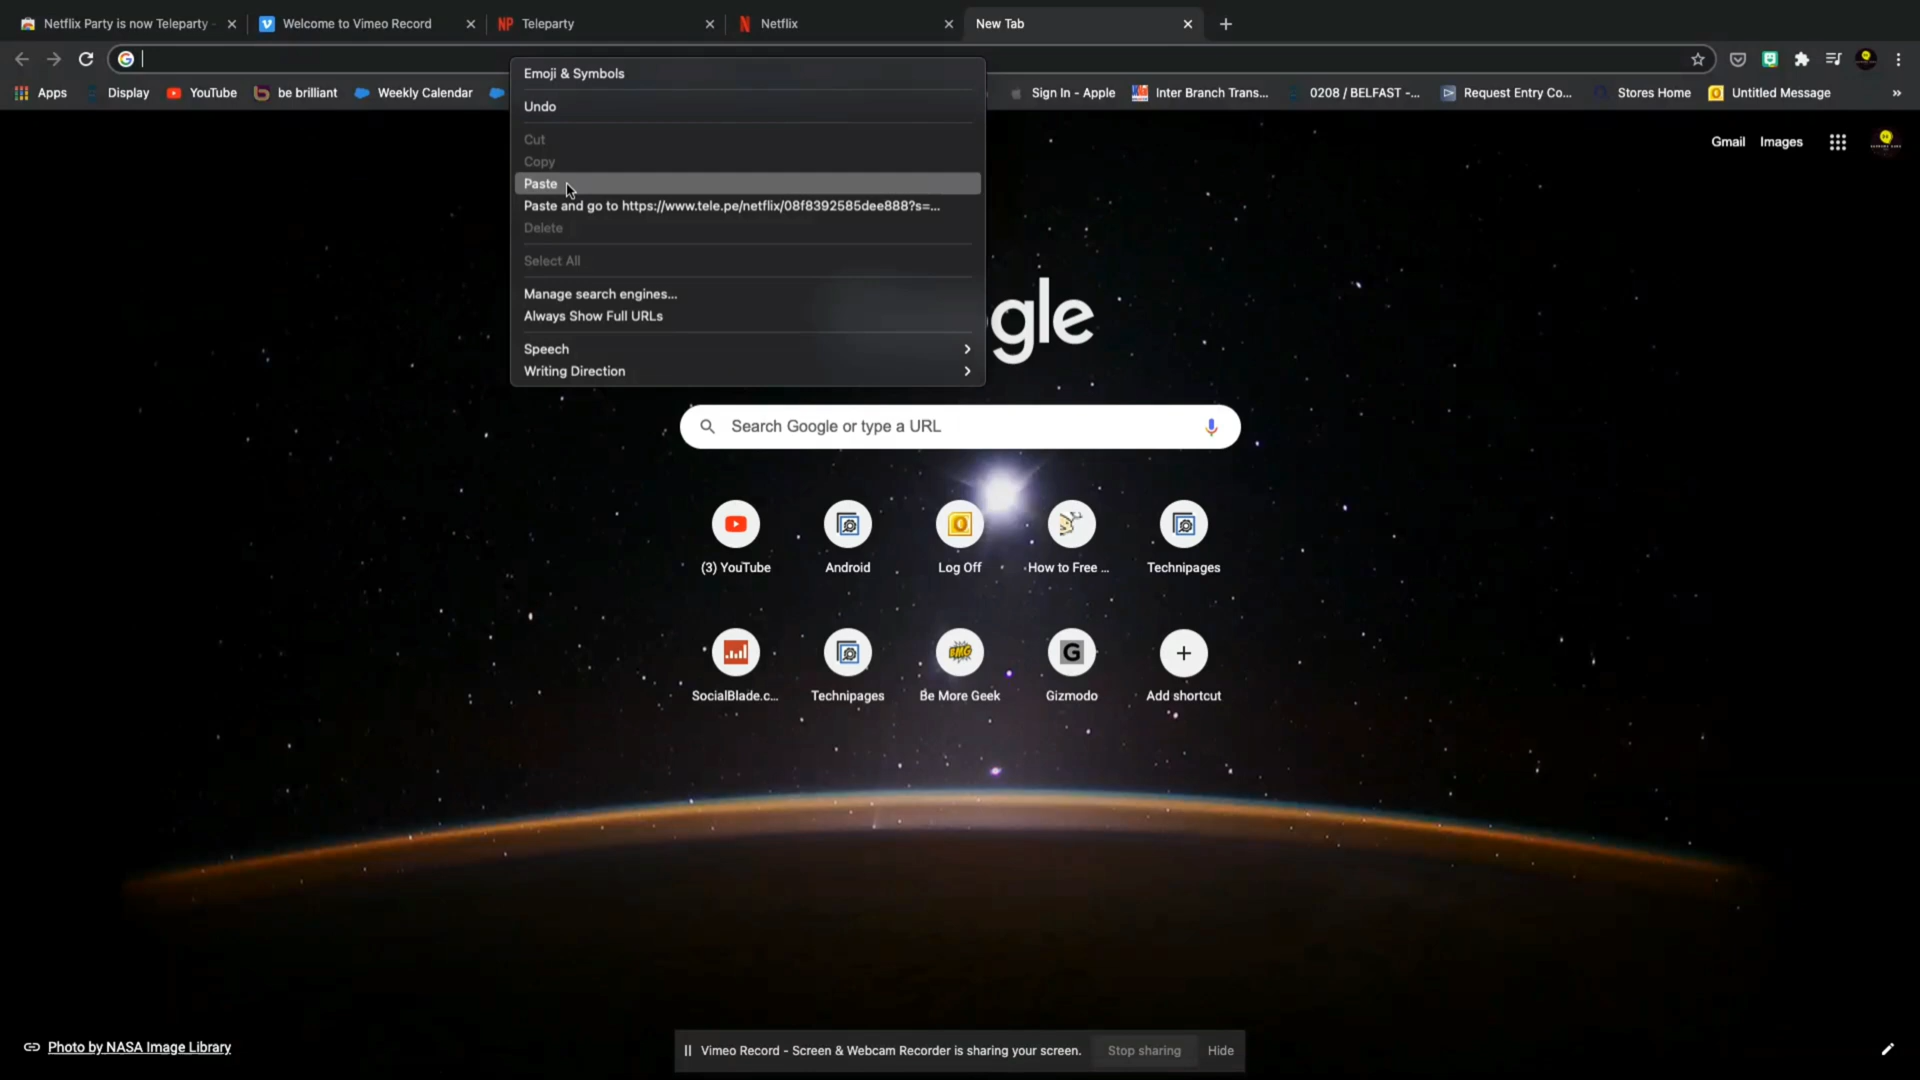 Netflix Party is now Teleparty -
Welcome to Vimeo Record
NP Teleparty
Netflix
New Tab
Apps
Display
YouTube
be brilliant
Weekly Calendar
Sign In - Apple
Inter Branch Trans...
0208 / BELFAST -...
Request Entry Co...
Stores Home
Untitled Message
»
Emoji & Symbols
Undo
Cut
Copy
Paste
Paste and go to https://www.tele.pe/netflix/08f8392585dee888?s=...
Delete
Select All
Manage search engines...
Always Show Full URLs
Speech
Writing Direction
Gmail
Images
gle
Search Google or type a URL
(3) YouTube
Android
Log Off
How to Free ...
Technipages
SocialBlade.c...
Technipages
BMG
Be More Geek
G
Gizmodo
Add shortcut
Photo by NASA Image Library
Vimeo Record - Screen & Webcam Recorder is sharing your screen.
Stop sharing
Hide